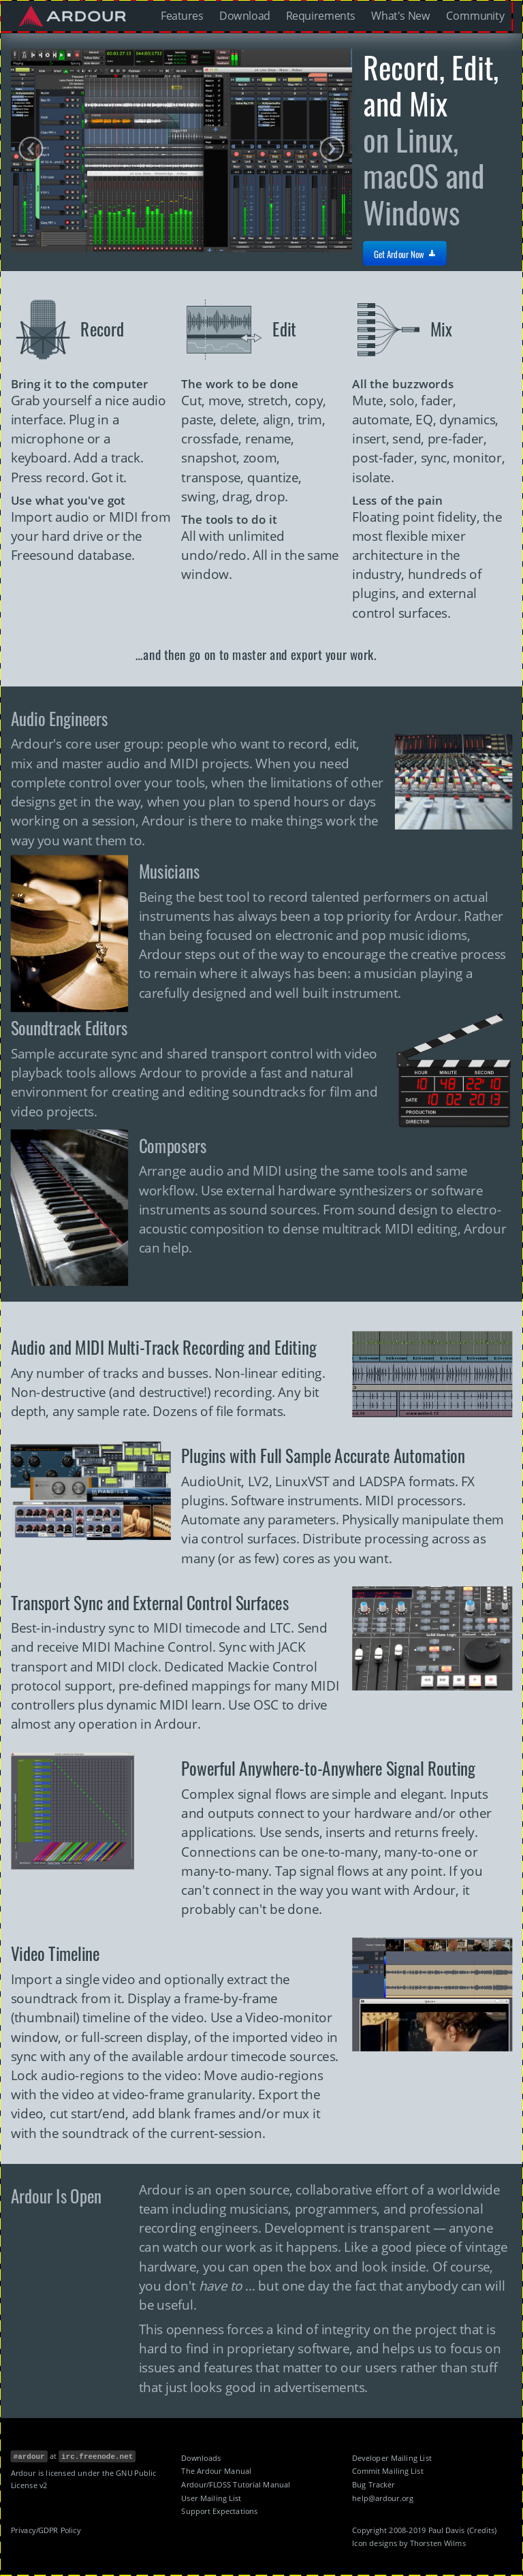 ARDOUR
Features Download Requirements What's New Community
Record, Edit,
and Mix
on Linux,
macOS and
Windows
Get Ardour Now
Record
Bring it to the computer
Grab yourself a nice audio
interface. Plug in a
microphone or a
keyboard. Add a track.
Press record. Got it.
Use what you've got
Import audio or MIDI from
your hard drive or the
Freesound database.
Edit
The work to be done
Cut, move, stretch, copy,
paste, delete, align, trim,
crossfade, rename,
snapshot, zoom,
transpose, quantize,
swing, drag, drop.
The tools to do it
All with unlimited
undo/redo. All in the same
window.
Mix
All the buzzwords
Mute, solo, fader,
automate, EQ, dynamics,
insert, send, pre-fader,
post-fader, sync, monitor,
isolate.
Less of the pain
Floating point fidelity, the
most flexible mixer
architecture in the
industry, hundreds of
plugins, and external
control surfaces.
...and then go on to master and export your work.
Audio Engineers
Ardour's core user group: people who want to record, edit,
mix and master audio and MIDI projects. When you need
complete control over your tools, when the limitations of other
designs get in the way, when you plan to spend hours or days
working on a session, Ardour is there to make things work the
way you want them to.
Musicians
Being the best tool to record talented performers on actual
instruments has always been a top priority for Ardour. Rather
than being focused on electronic and pop music idioms,
Ardour steps out of the way to encourage the creative process
to remain where it always has been: a musician playing a
carefully designed and well built instrument.
Soundtrack Editors
Sample accurate sync and shared transport control with video
playback tools allows Ardour to provide a fast and natural
environment for creating and editing soundtracks for film and
video projects.
HOUR MINUTE SECOND
10 48 22:10
DATE 10 02 2013
PRODUCTION
DIRECTOR
Composers
Arrange audio and MIDI using the same tools and same
workflow. Use external hardware synthesizers or software
instruments as sound sources. From sound design to electro-
acoustic composition to dense multitrack MIDI editing, Ardour
can help.
Audio and MIDI Multi-Track Recording and Editing
Any number of tracks and busses. Non-linear editing.
Non-destructive (and destructive!) recording. Any bit
depth, any sample rate. Dozens of file formats.
Plugins with Full Sample Accurate Automation
AudioUnit, LV2, LinuxVST and LADSPA formats. FX
plugins. Software instruments. MIDI processors.
Automate any parameters. Physically manipulate them
via control surfaces. Distribute processing across as
many (or as few) cores as you want.
Transport Sync and External Control Surfaces
Best-in-industry sync to MIDI timecode and LTC. Send
and receive MIDI Machine Control. Sync with JACK
transport and MIDI clock. Dedicated Mackie Control
protocol support, pre-defined mappings for many MIDI
controllers plus dynamic MIDI learn. Use OSC to drive
almost any operation in Ardour.
Powerful Anywhere-to-Anywhere Signal Routing
Complex signal flows are simple and elegant. Inputs
and outputs connect to your hardware and/or other
applications. Use sends, inserts and returns freely.
Connections can be one-to-many, many-to-one or
many-to-many. Tap signal flows at any point. If you
can't connect in the way you want with Ardour, it
probably can't be done.
Video Timeline
Import a single video and optionally extract the
soundtrack from it. Display a frame-by-frame
(thumbnail) timeline of the video. Use a Video-monitor
window, or full-screen display, of the imported video in
sync with any of the available ardour timecode sources.
Lock audio-regions to the video: Move audio-regions
with the video at video-frame granularity. Export the
video, cut start/end, add blank frames and/or mux it
with the soundtrack of the current-session.
Ardour Is Open
Ardour is an open source, collaborative effort of a worldwide
team including musicians, programmers, and professional
recording engineers. Development is transparent — anyone
can watch our work as it happens. Like a good piece of vintage
hardware, you can open the box and look inside. Of course,
you don't have to ... but one day the fact that anybody can will
be useful.
This openness forces a kind of integrity on the project that is
hard to find in proprietary software, and helps us to focus on
issues and features that matter to our users rather than stuff
that just looks good in advertisements.
#ardour at irc.freenode.net
Ardour is licensed under the GNU Public
License v2
Privacy/GDPR Policy
Downloads
The Ardour Manual
Ardour/FLOSS Tutorial Manual
User Mailing List
Support Expectations
Developer Mailing List
Commit Mailing List
Bug Tracker
help@ardour.org
Copyright 2008-2019 Paul Davis (Credits)
Icon designs by Thorsten Wilms